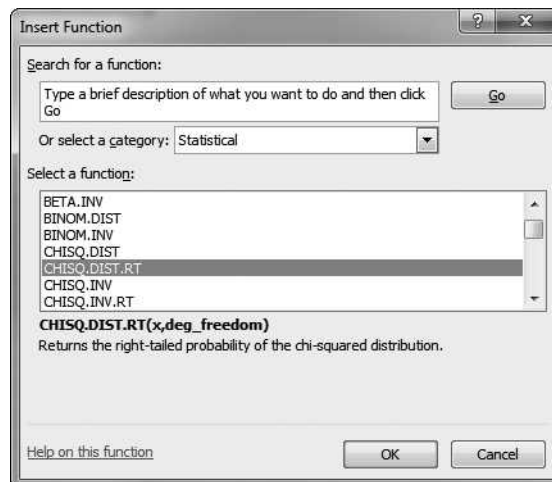 Insert Function
? X
Search for a function:
Type a brief description of what you want to do and then click
Go
Go
Or select a category: Statistical
Select a function:
BETA.INV
BINOM.DIST
BINOM.INV
CHISQ.DIST
CHISQ.DIST.RT
CHISQ.INV
CHISQ.INV.RT
CHISQ.DIST.RT(x,deg_freedom)
Returns the right-tailed probability of the chi-squared distribution.
Help on this function
OK
Cancel